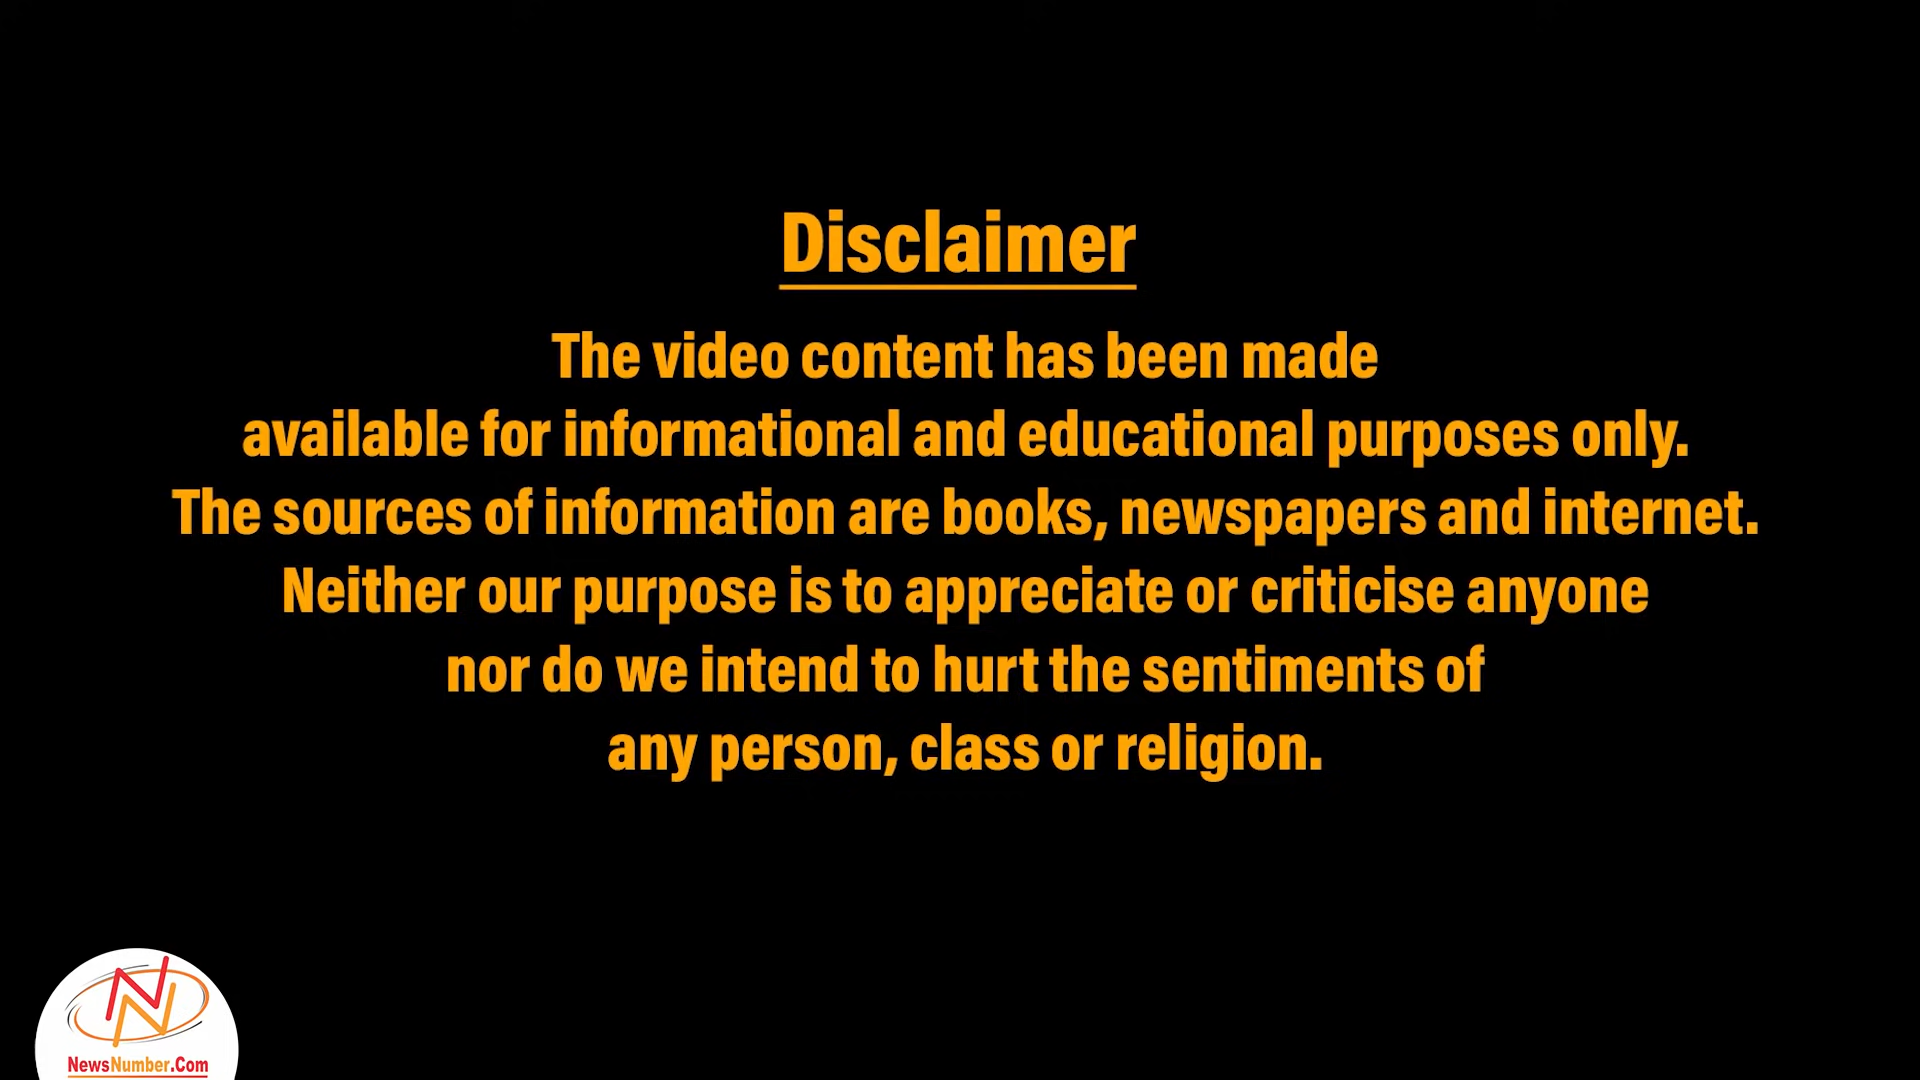 Disclaimer
The video content has been made
available for informational and educational purposes only.
The sources of information are books, newspapers and internet.
Neither our purpose is to appreciate or criticise anyone
nor do we intend to hurt the sentiments of
any person, class or religion.
NN
NewsNumber.Com